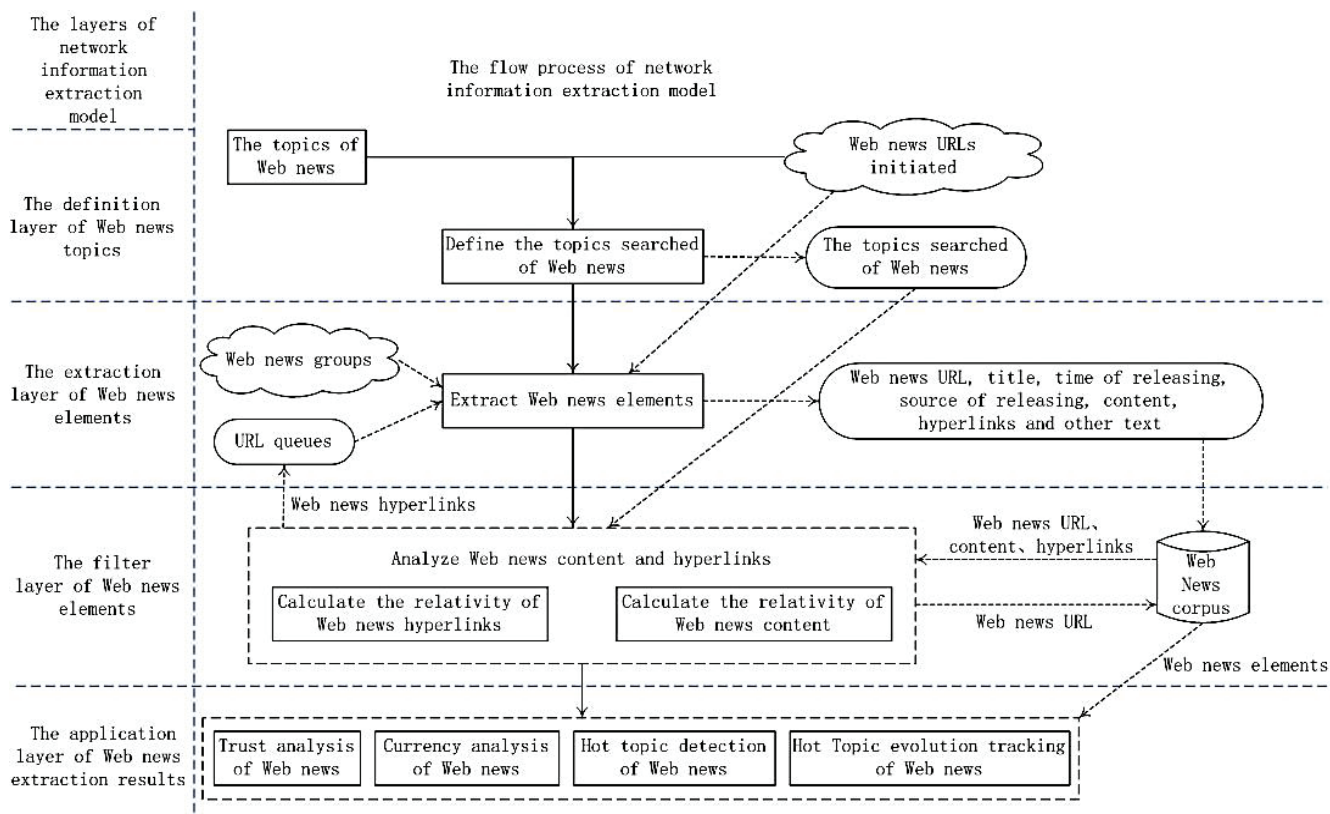 The layers of
network
information
extraction
model
The flow process of network
information extraction model
The topics of
Web news
Web news URLs
initiated
The definition
layer of Web news
topics
Define the topics searched
of Web news
The topics searched
of Web news
The extraction
layer of Web news
elements
Web news groups
URL queues
Extract Web news elements
Web news URL, title, time of releasing,
source of releasing, content,
hyperlinks and other text
Web news hyperlinks
The filter
layer of Web news
elements
Analyze Web news content and hyperlinks
Calculate the relativity of
Web news hyperlinks
Calculate the relativity of
Web news content
Web news URL、
content、hyperlinks
Web news URL
Web
News
corpus
Web news elements
The application
layer of Web news
extraction results
Trust analysis
of Web news
Currency analysis
of Web news
Hot topic detection
of Web news
Hot Topic evolution tracking
of Web news